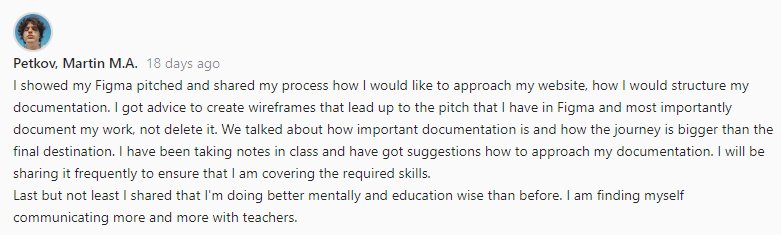 Petkov, Martin M.A. 18 days ago
I showed my Figma pitched and shared my process how I would like to approach my website, how I would structure my
documentation. I got advice to create wireframes that lead up to the pitch that I have in Figma and most importantly
document my work, not delete it. We talked about how important documentation is and how the journey is bigger than the
final destination. I have been taking notes in class and have got suggestions how to approach my documentation. I will be
sharing it frequently to ensure that I am covering the required skills.
Last but not least I shared that I'm doing better mentally and education wise than before. I am finding myself
communicating more and more with teachers.